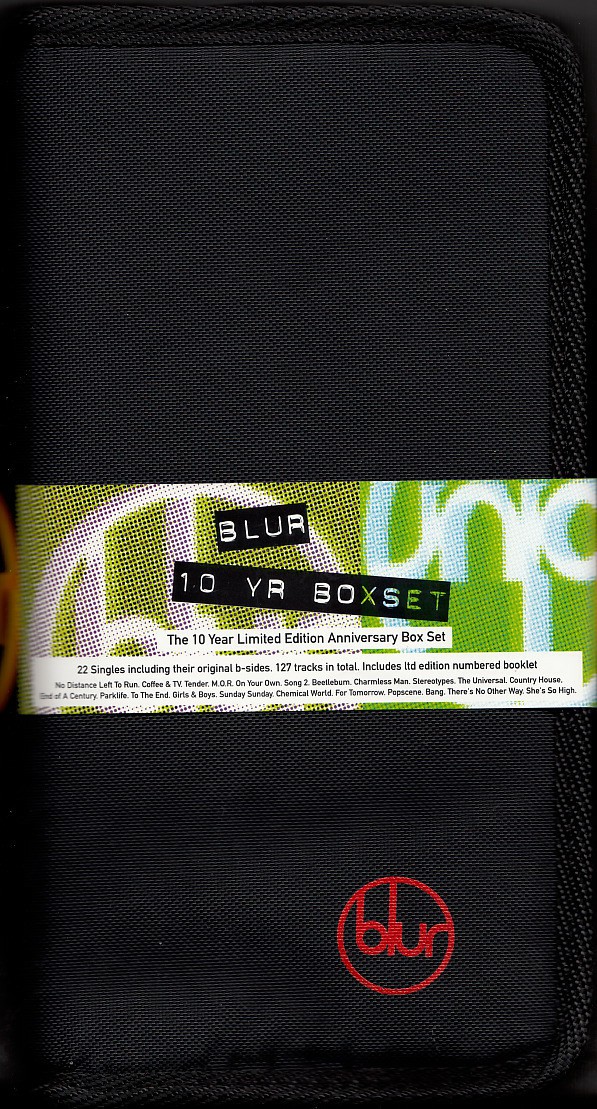 BLUR
10 YR BOXSET
The 10 Year Limited Edition Anniversary Box Set
22 Singles including their original b-sides. 127 tracks in total. Includes ltd edition numbered booklet
No Distance Left To Run. Coffee & TV. Tender. M.O.R. On Your Own. Song 2. Beetlebum. Charmless Man. Stereotypes. The Universal. Country House.
End of A Century. Parklife. To The End. Girls & Boys. Sunday Sunday. Chemical World. For Tomorrow. Popscene. Bang. There's No Other Way. She's So High.
blur